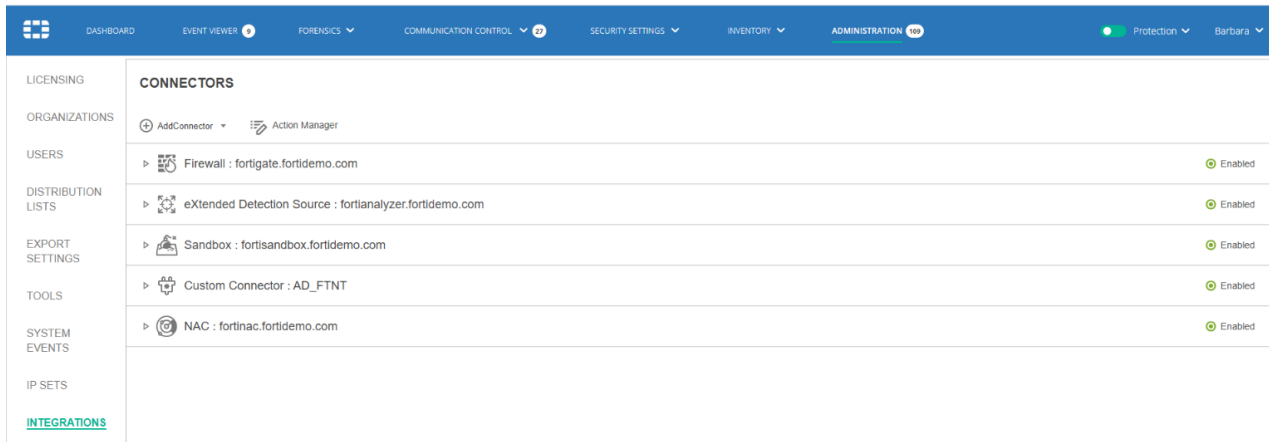 DASHBOARD EVENT VIEWER 9 FORENSICS COMMUNICATION CONTROL 27 SECURITY SETTINGS INVENTORY ADMINISTRATION 109 Protection Barbara
LICENSING
ORGANIZATIONS
USERS
DISTRIBUTION
LISTS
EXPORT
SETTINGS
TOOLS
SYSTEM
EVENTS
IP SETS
INTEGRATIONS
CONNECTORS
AddConnector Action Manager
Firewall : fortigate.fortidemo.com Enabled
eXtended Detection Source : fortianalyzer.fortidemo.com Enabled
Sandbox : fortisandbox.fortidemo.com Enabled
Custom Connector : AD_FTNT Enabled
NAC : fortinac.fortidemo.com Enabled